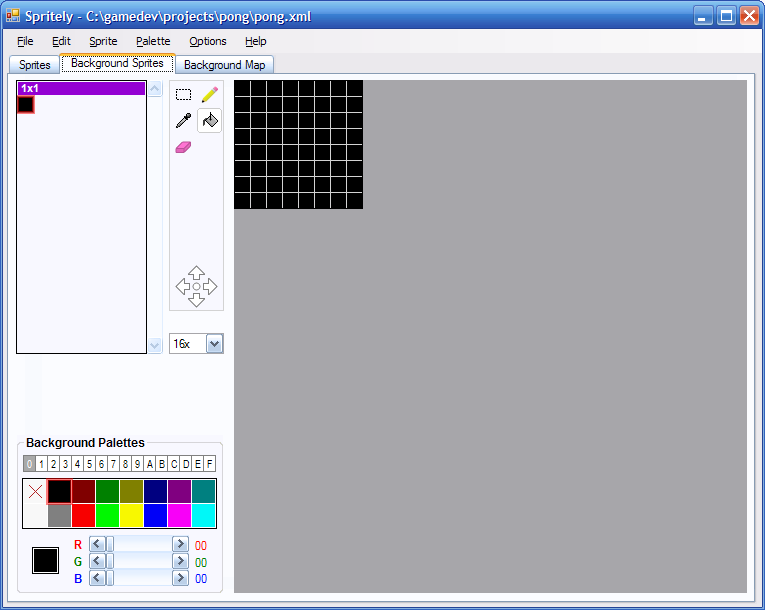 Spritely - C:\gamedev\projects\pong\pong.xml
File Edit Sprite Palette Options Help
Sprites Background Sprites Background Map
1x1
16x
Background Palettes
0 1 2 3 4 5 6 7 8 9 A B C D E F
R 00
G 00
B 00